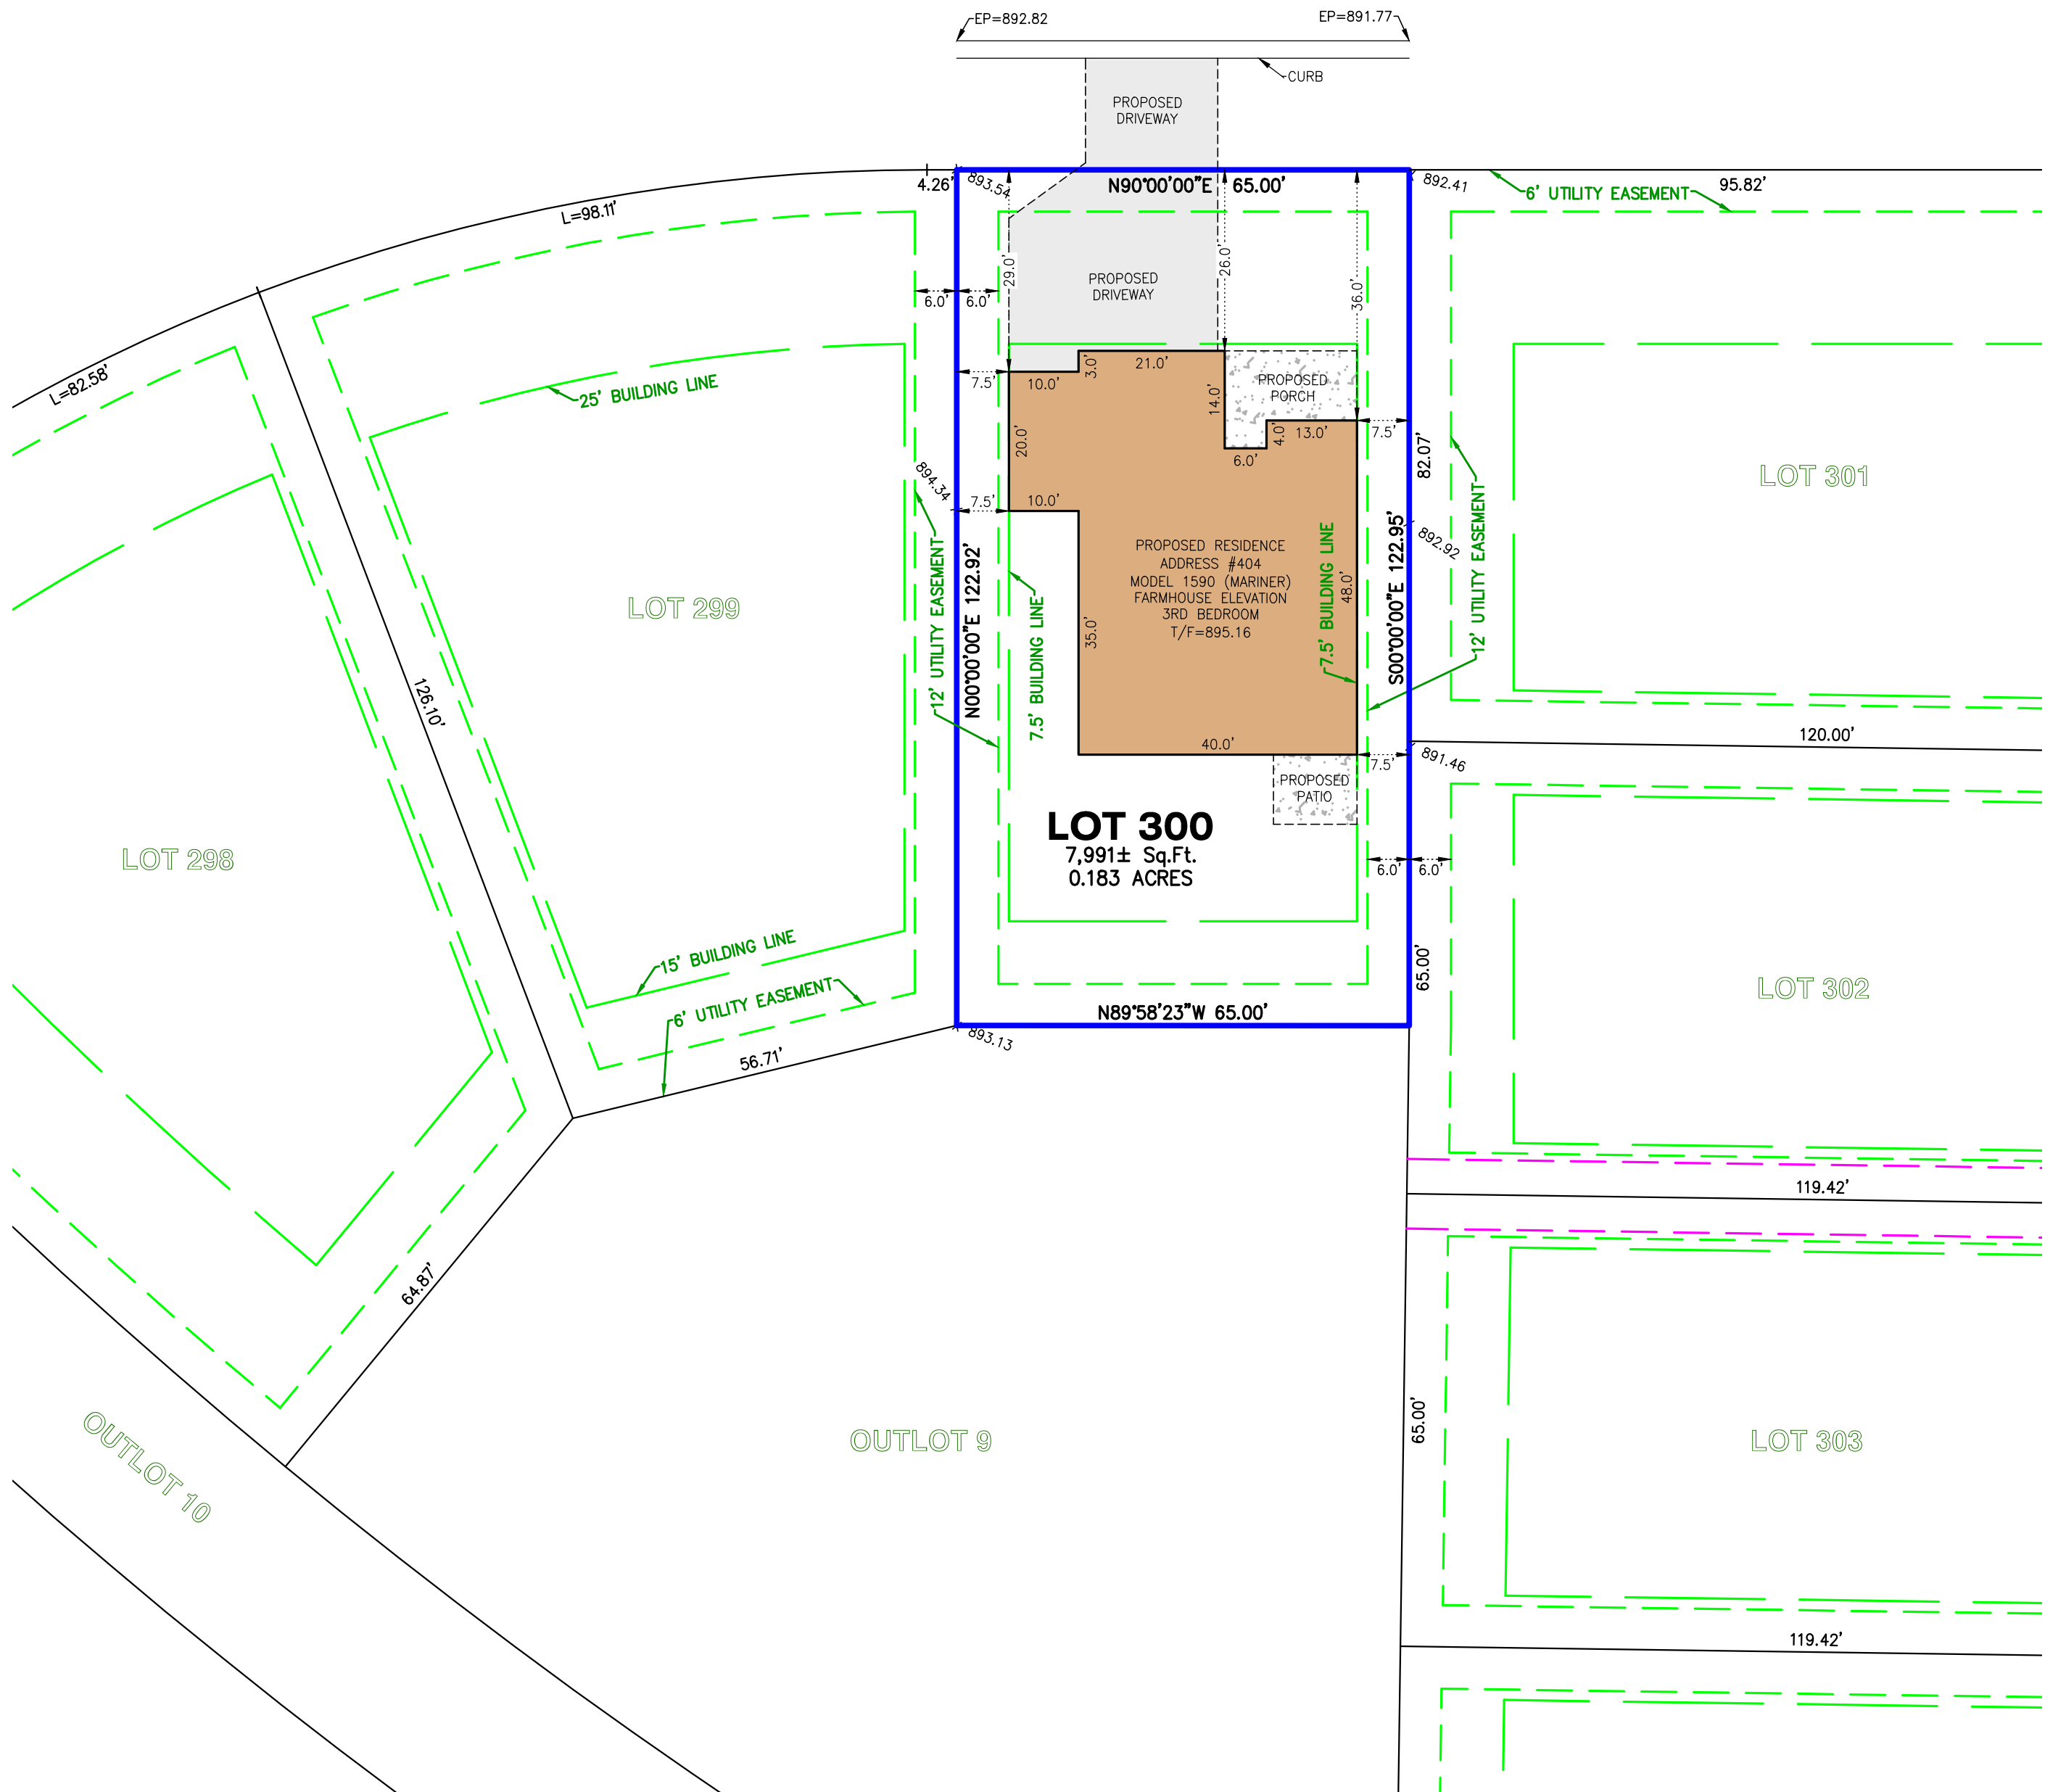 EP=892.82
EP=891.77
CURB
PROPOSED
DRIVEWAY
4.26'
893.54
N90°00'00"E 65.00'
892.41
6' UTILITY EASEMENT
95.82'
L=98.11'
L=82.58'
6.0'
6.0'
29.0'
PROPOSED
DRIVEWAY
26.0'
36.0'
25' BUILDING LINE
7.5'
10.0'
3.0'
21.0'
PROPOSED
PORCH
14.0'
4.0'
13.0'
6.0'
7.5'
82.07'
20.0'
894.34
7.5'
10.0'
LOT 301
12' UTILITY EASEMENT
892.92
S00°00'00"E 122.95'
7.5' BUILDING LINE
48.0'
PROPOSED RESIDENCE
ADDRESS #404
MODEL 1590 (MARINER)
FARMHOUSE ELEVATION
3RD BEDROOM
T/F=895.16
35.0'
40.0'
N00°00'00"E 122.92'
7.5' BUILDING LINE
12' UTILITY EASEMENT
LOT 299
126.10'
120.00'
891.46
7.5'
PROPOSED
PATIO
LOT 300
7,991± Sq.Ft.
0.183 ACRES
6.0'
6.0'
LOT 298
15' BUILDING LINE
6' UTILITY EASEMENT
65.00'
LOT 302
N89°58'23"W 65.00'
893.13
56.71'
119.42'
64.87'
65.00'
OUTLOT 9
LOT 303
OUTLOT 10
119.42'